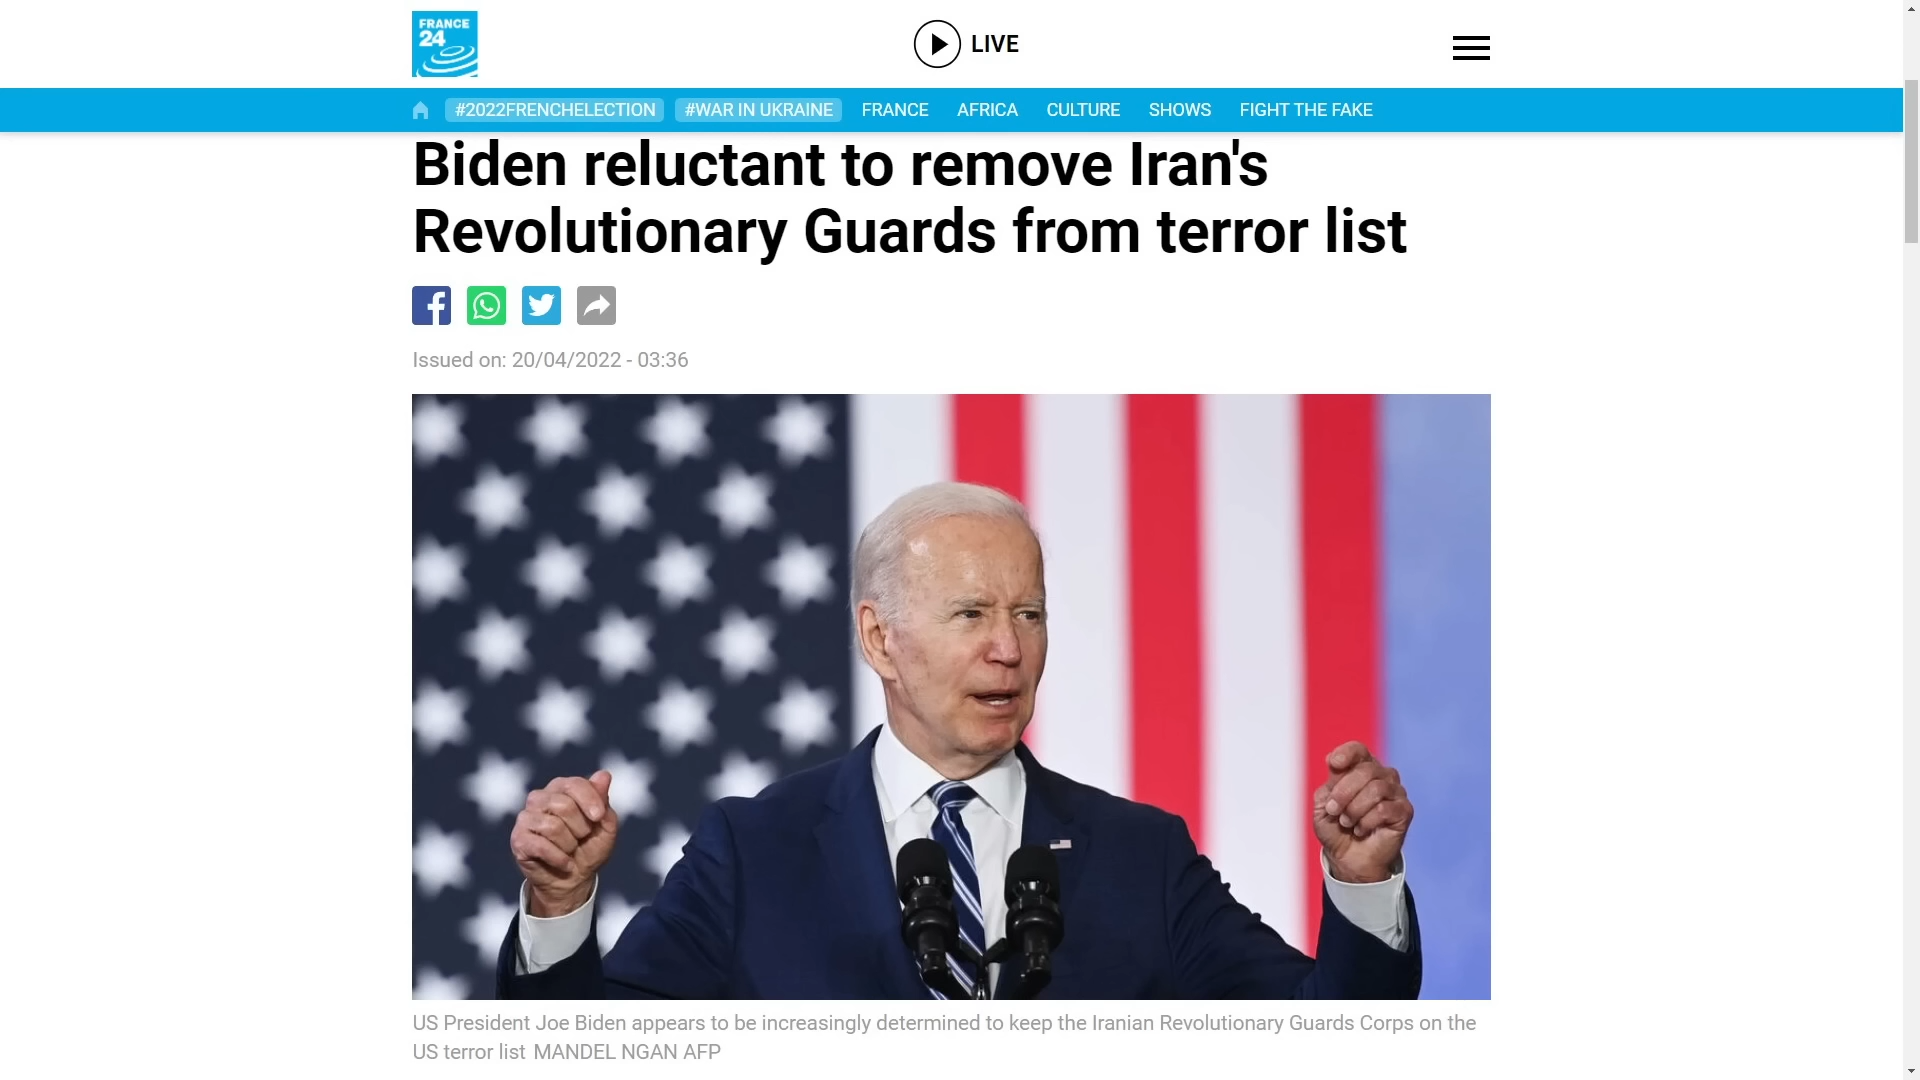 FRANCE
24
LIVE
#2022FRENCHELECTION #WAR IN UKRAINE FRANCE AFRICA CULTURE SHOWS FIGHT THE FAKE
Biden reluctant to remove Iran's
Revolutionary Guards from terror list
Issued on: 20/04/2022 - 03:36
US President Joe Biden appears to be increasingly determined to keep the Iranian Revolutionary Guards Corps on the
US terror list MANDEL NGAN AFP